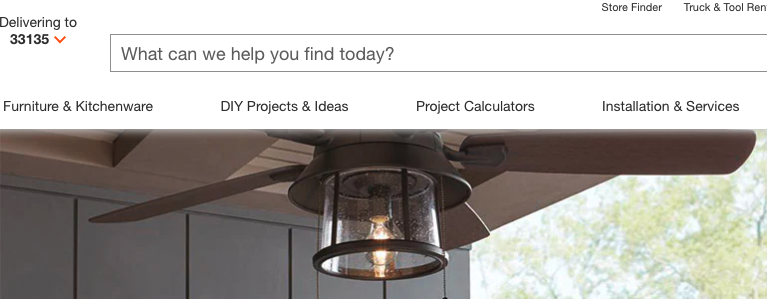 Store Finder
Delivering to
33135
What can we help you find today?
Furniture & Kitchenware
DIY Projects & Ideas
Project Calculators
Installation & Services
Truck & Tool